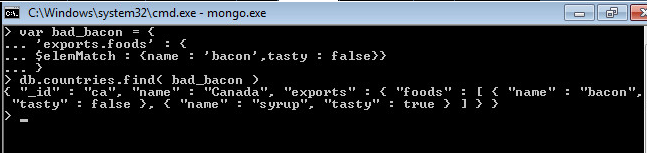 C:\Windows\system32\cmd.exe - mongo.exe
> var bad_bacon = {
... 'exports.foods' : {
... $elemMatch : {name : 'bacon',tasty : false}}
... }
> db.countries.find( bad_bacon )
{ "_id" : "ca", "name" : "Canada", "exports" : { "foods" : [ { "name" : "bacon",
"tasty" : false }, { "name" : "syrup", "tasty" : true } ] } }
> _